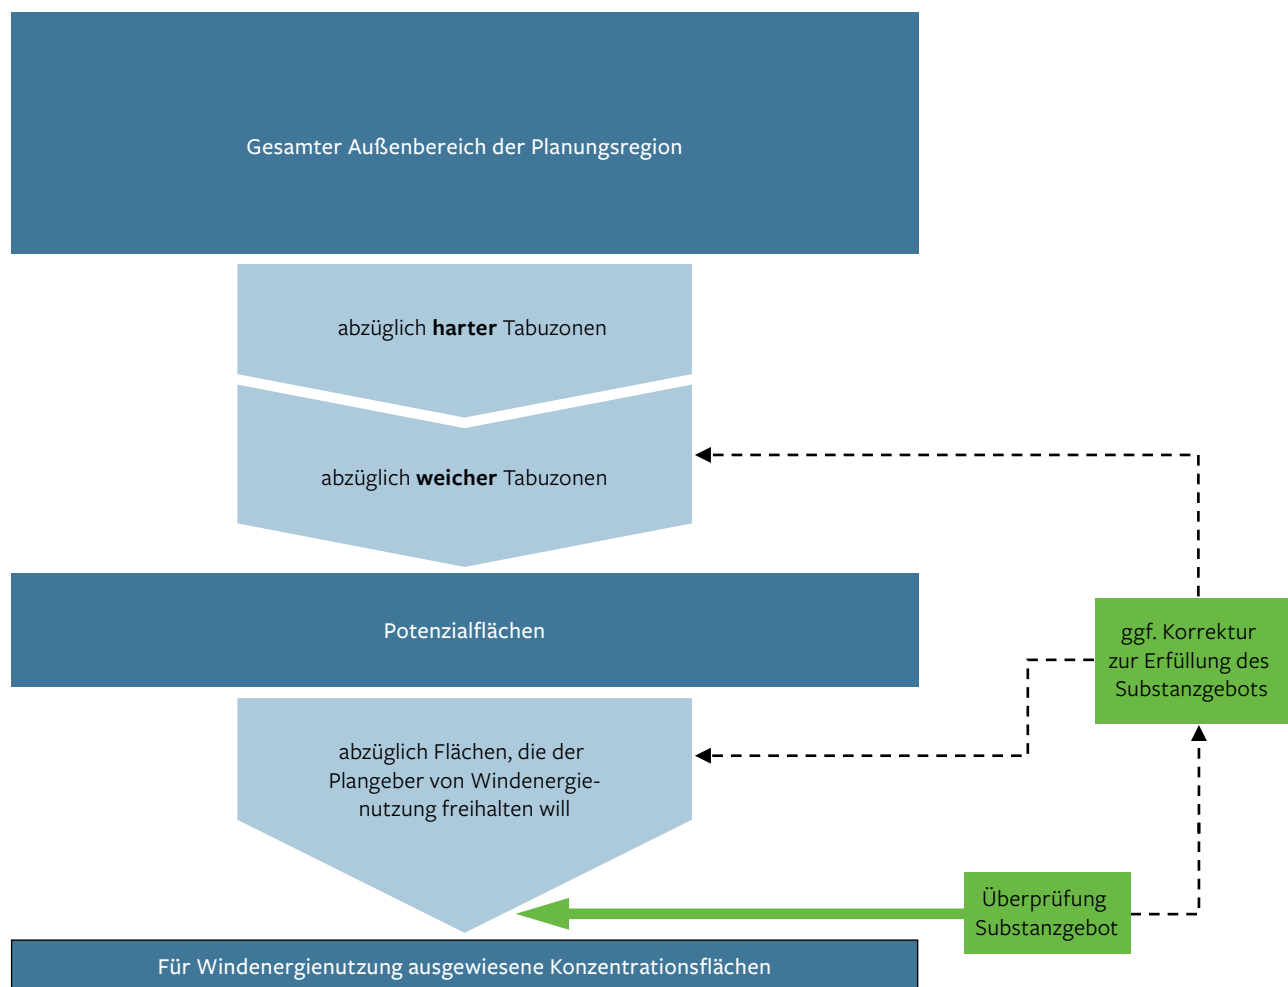 Gesamter Außenbereich der Planungsregion
abzüglich harter Tabuzonen
abzüglich weicher Tabuzonen
Potenzialflächen
ggf. Korrektur
zur Erfüllung des
Substanzgebots
abzüglich Flächen, die der
Plangeber von Windenergie-
nutzung freihalten will
Überprüfung
Substanzgebot
Für Windenergienutzung ausgewiesene Konzentrationsflächen